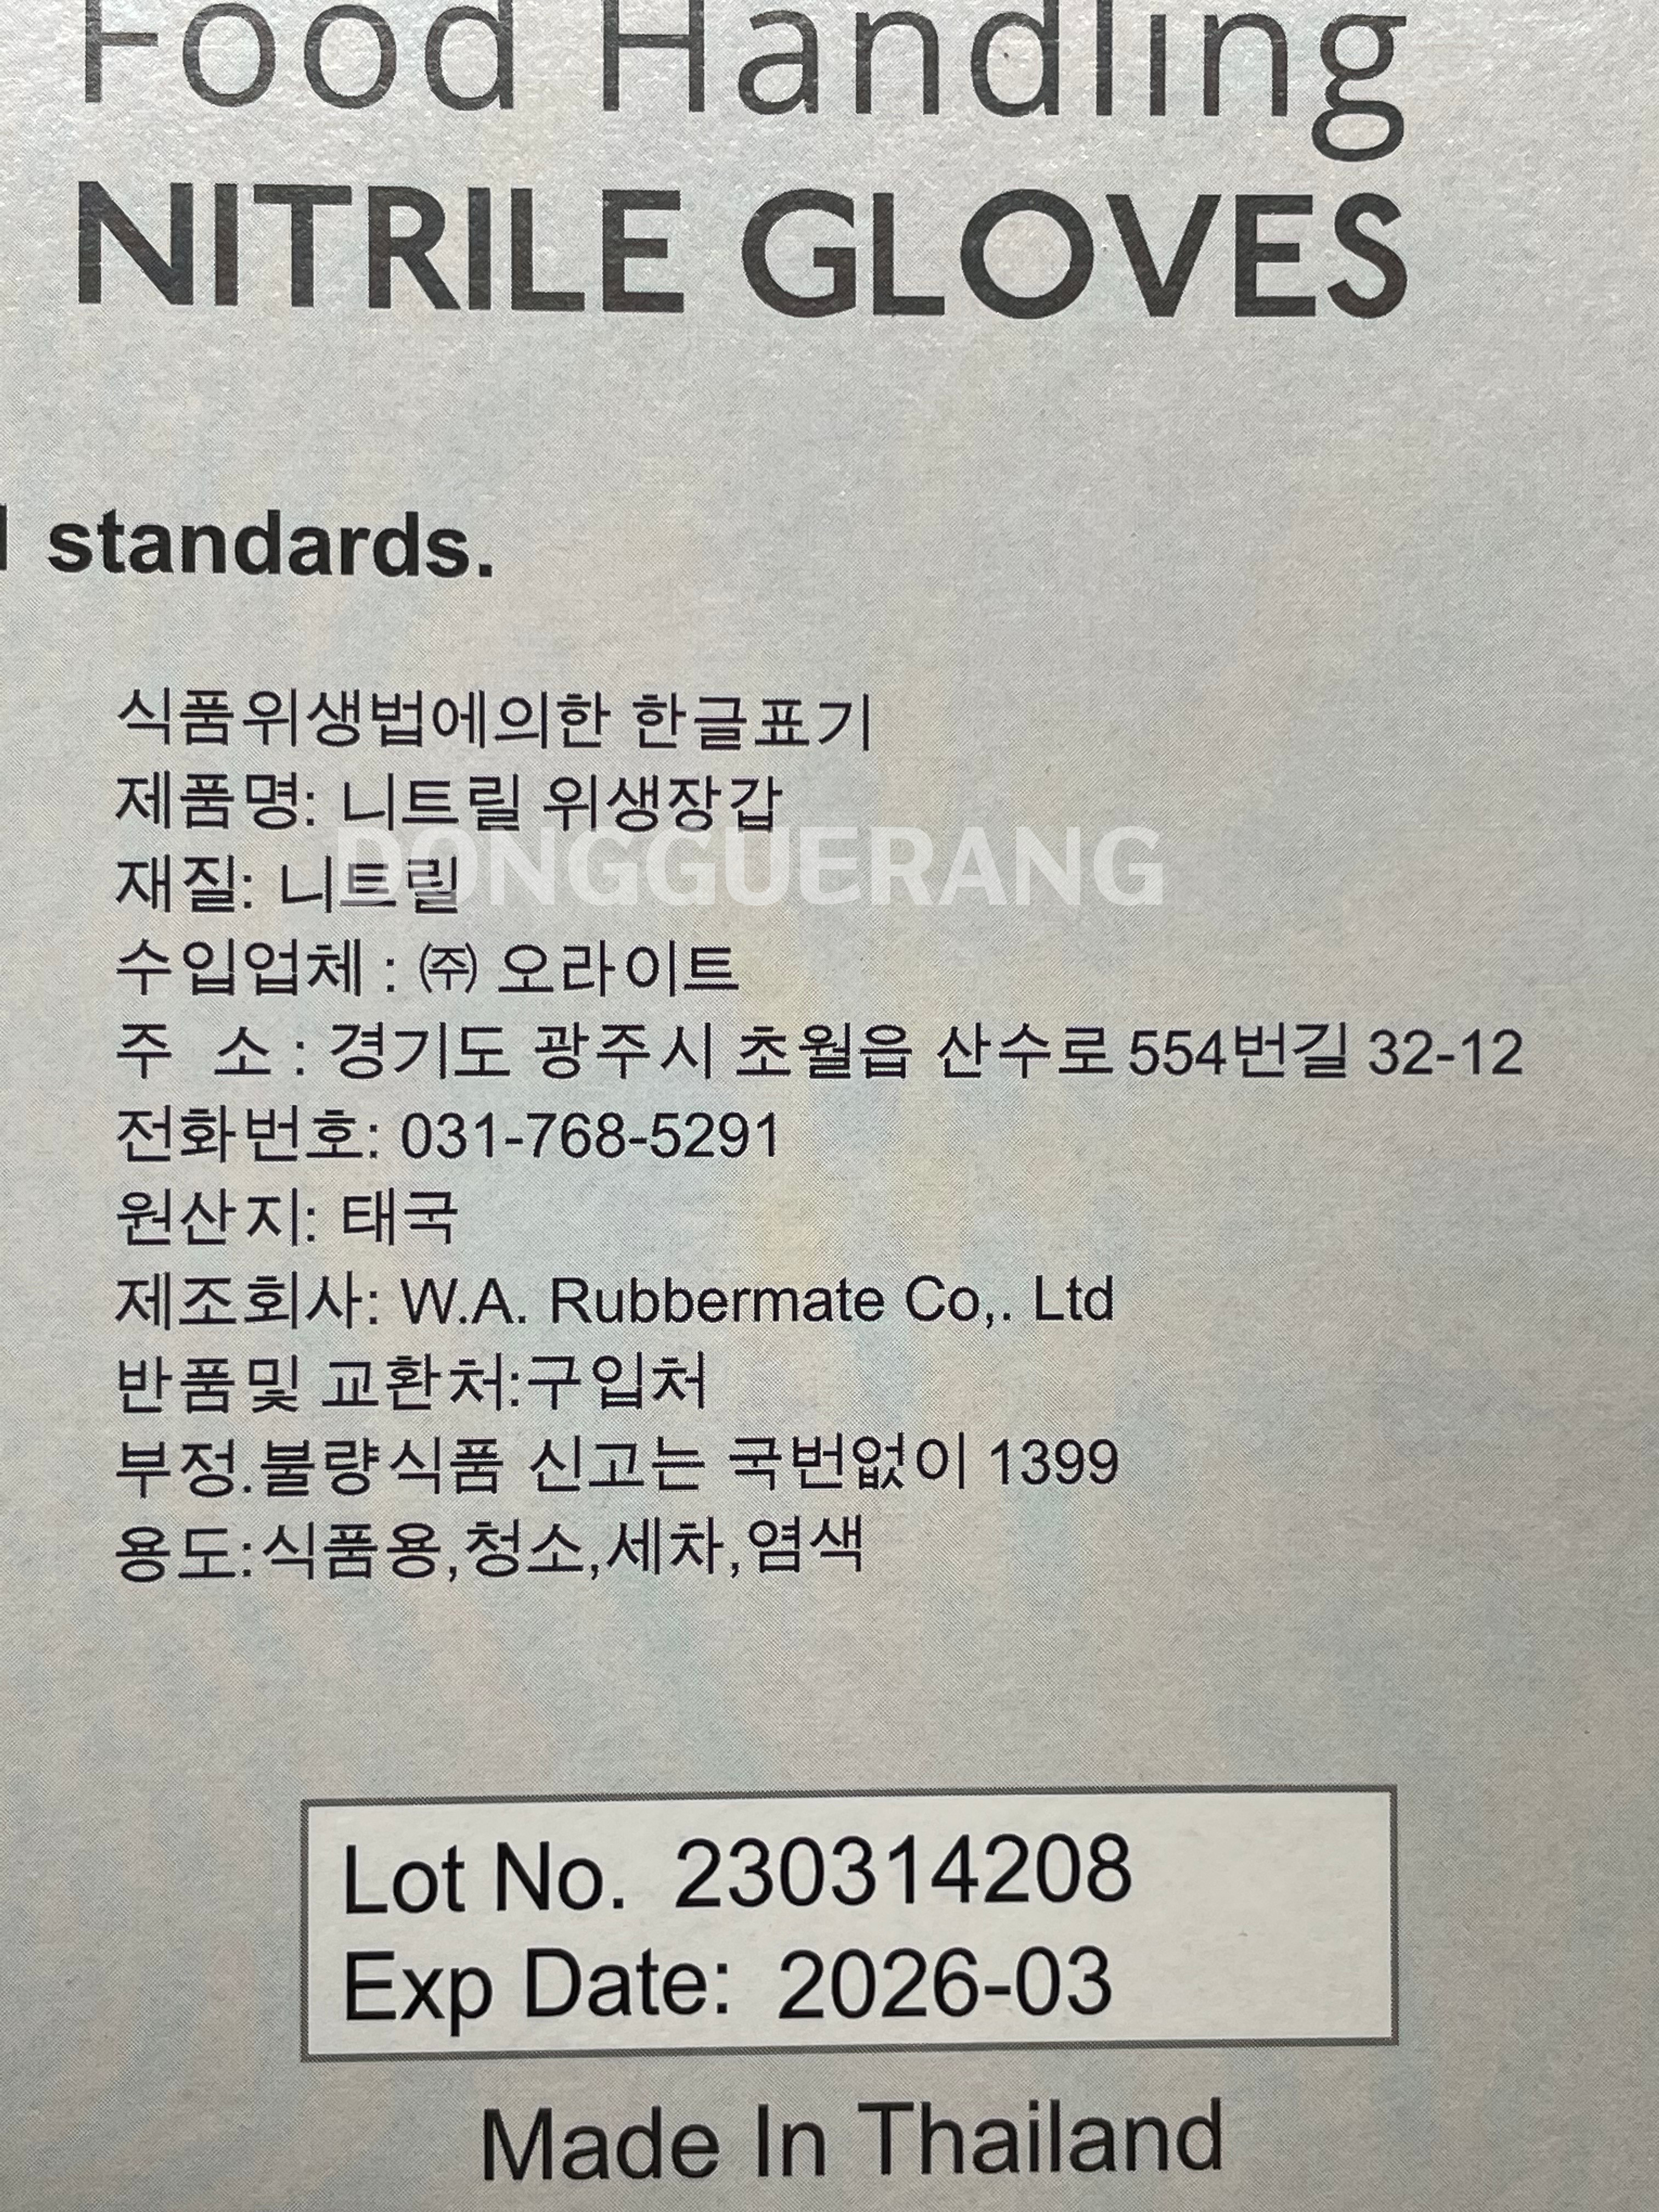 Food Handling
NITRILE GLOVES
standards.
식품위생법에의한 한글표기
제품명: 니트릴 위생장갑
DONGGUERANG
재질: 니트릴
수입업체 : ㈜ 오라이트
주 소 : 경기도 광주시 초월읍 산수로 554번길 32-12
전화번호: 031-768-5291
원산지: 태국
제조회사: W.A. Rubbermate Co,. Ltd
반품및 교환처:구입처
부정.불량식품 신고는 국번없이 1399
용도:식품용,청소,세차,염색
Lot No. 230314208
Exp Date: 2026-03
Made In Thailand